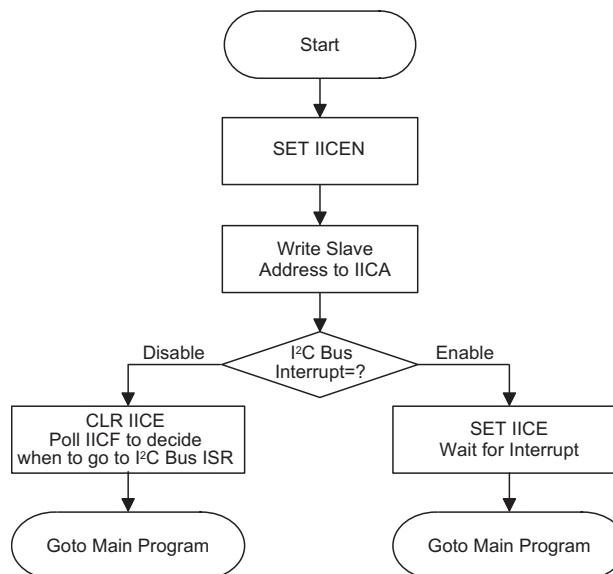 Start
SET IICEN
Write Slave
Address to IICA
I²C Bus
Interrupt=?
Disable
Enable
CLR IICE
Poll IICF to decide
when to go to I²C Bus ISR
SET IICE
Wait for Interrupt
Goto Main Program
Goto Main Program